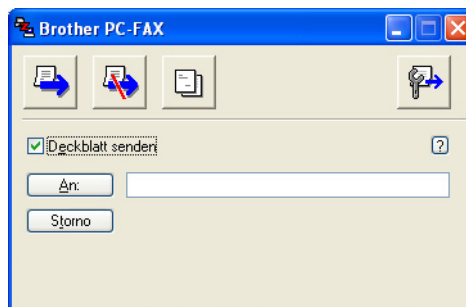 Brother PC-FAX
Deckblatt senden
?
An:
Storno